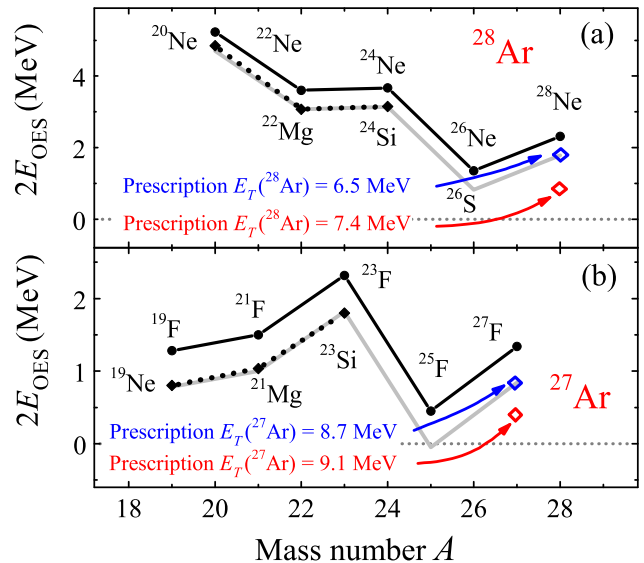 (a)
²⁸Ar
²⁰Ne
²²Ne
²⁴Ne
²²Mg
²⁴Si
²⁶Ne
²⁸Ne
²⁶S
Prescription E_T(²⁸Ar) = 6.5 MeV
Prescription E_T(²⁸Ar) = 7.4 MeV
2E_OES (MeV)
4
2
0
(b)
²⁷Ar
¹⁹F
²¹F
²³F
¹⁹Ne
²¹Mg
²³Si
²⁵F
²⁷F
Prescription E_T(²⁷Ar) = 8.7 MeV
Prescription E_T(²⁷Ar) = 9.1 MeV
2E_OES (MeV)
2
1
0
18 20 22 24 26 28
Mass number A